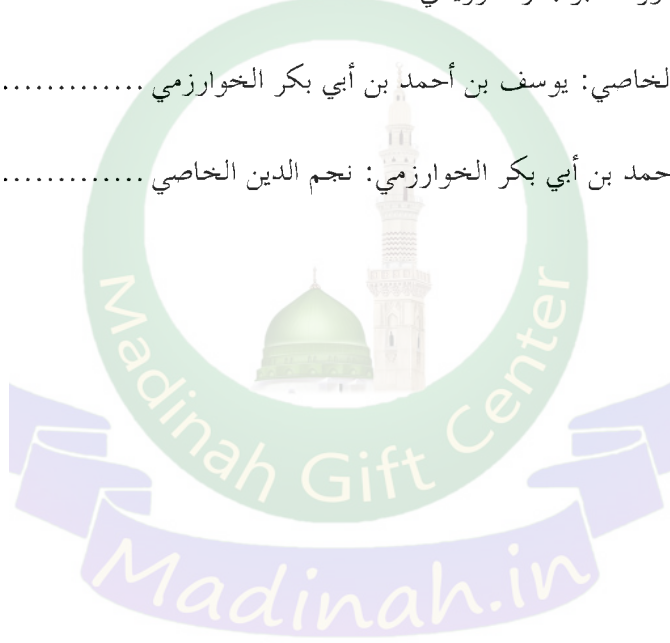 لخاصي: يوسف بن أحمد بن أبي بكر الخوارزمي .............
حمد بن أبي بكر الخوارزمي: نجم الدين الخاصي .............
Madinah Gift Center
Madinah.in